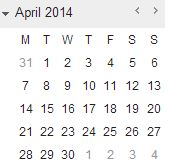 April 2014
M T W T F S S
31 1 2 3 4 5 6
7 8 9 10 11 12 13
14 15 16 17 18 19 20
21 22 23 24 25 26 27
28 29 30 1 2 3 4